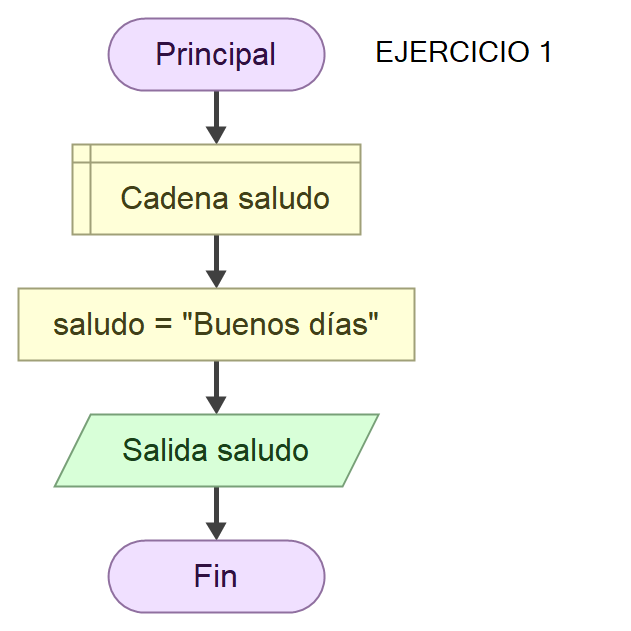 Principal
EJERCICIO 1
Cadena saludo
saludo = "Buenos días"
Salida saludo
Fin